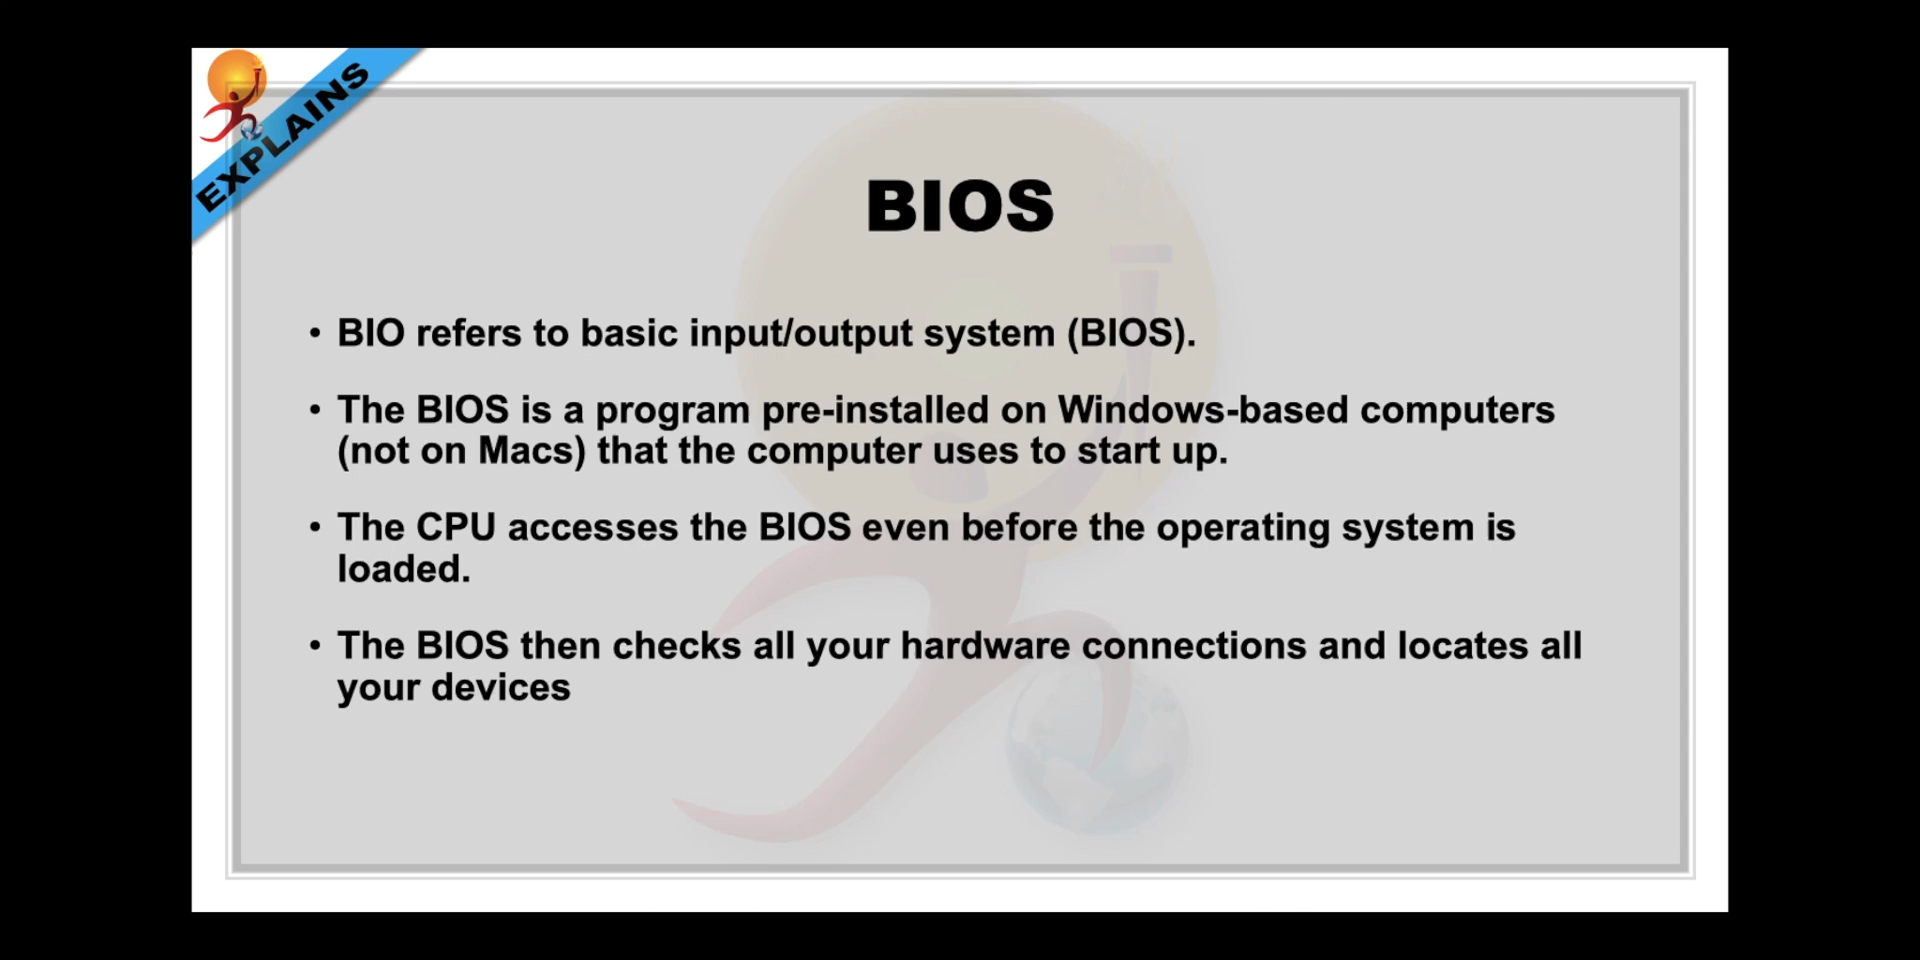 EXPLAINS
BIOS
• BIO refers to basic input/output system (BIOS).
• The BIOS is a program pre-installed on Windows-based computers
(not on Macs) that the computer uses to start up.
• The CPU accesses the BIOS even before the operating system is
loaded.
• The BIOS then checks all your hardware connections and locates all
your devices